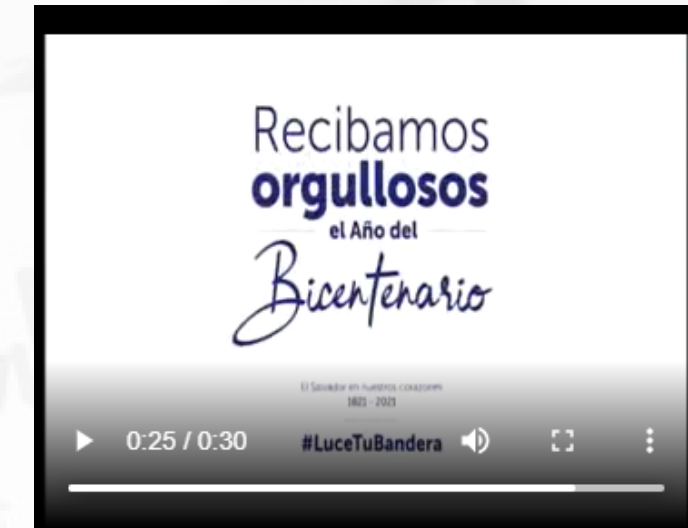 Recibamos
orgullosos
el Año del
Bicentenario
El Salvador en nuestros corazones
1821 - 2021
0:25 / 0:30
#LuceTuBandera